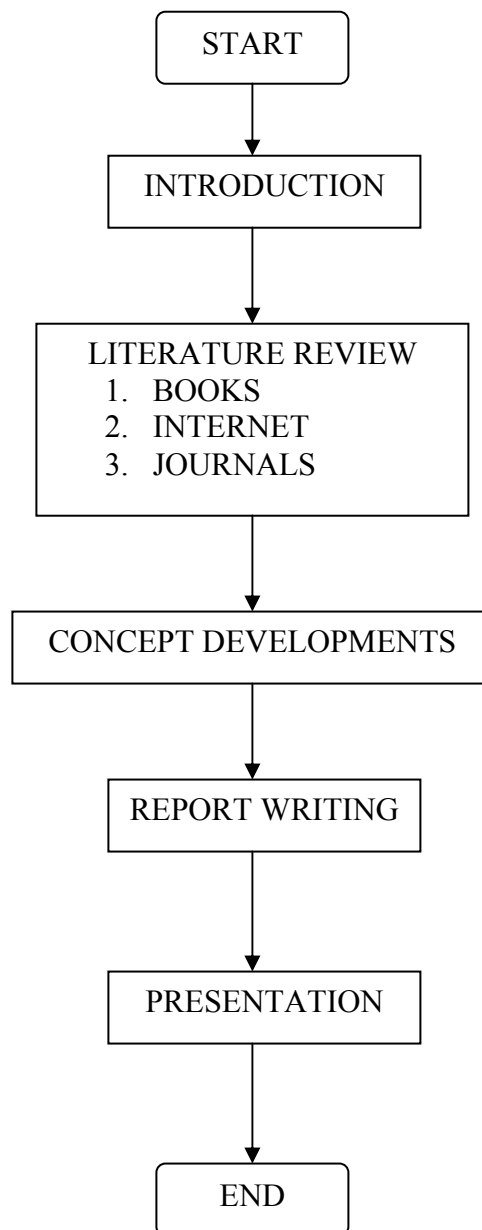 START
INTRODUCTION
LITERATURE REVIEW
1. BOOKS
2. INTERNET
3. JOURNALS
CONCEPT DEVELOPMENTS
REPORT WRITING
PRESENTATION
END